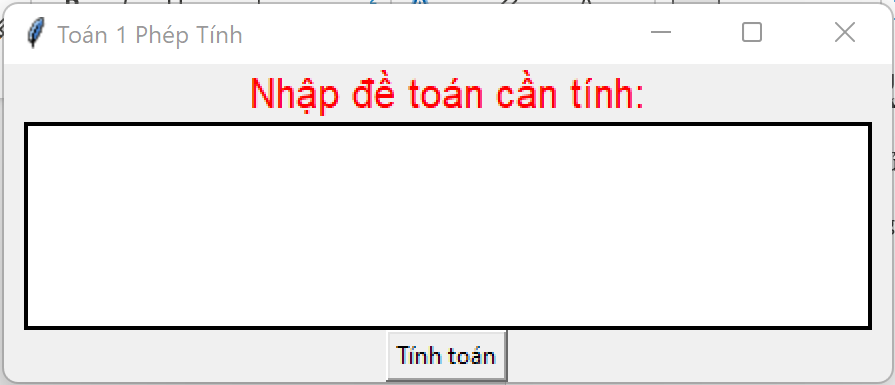 Toán 1 Phép Tính
Nhập đề toán cần tính:
Tính toán